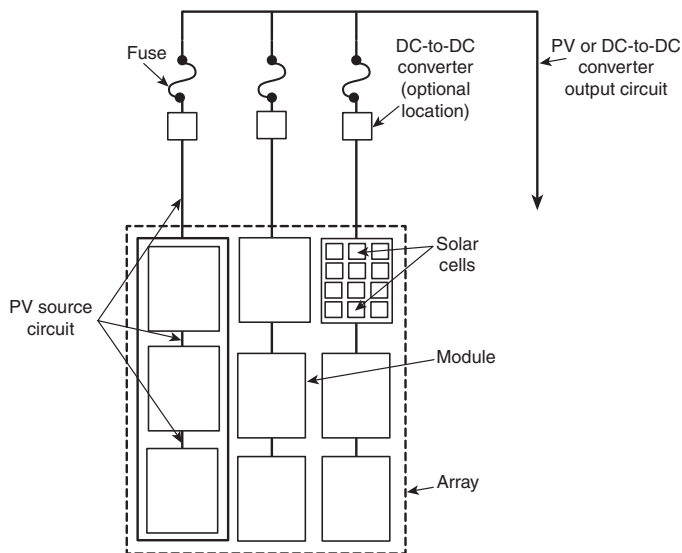 Fuse
DC-to-DC
converter
(optional
location)
PV or DC-to-DC
converter
output circuit
Solar
cells
PV source
circuit
Module
Array